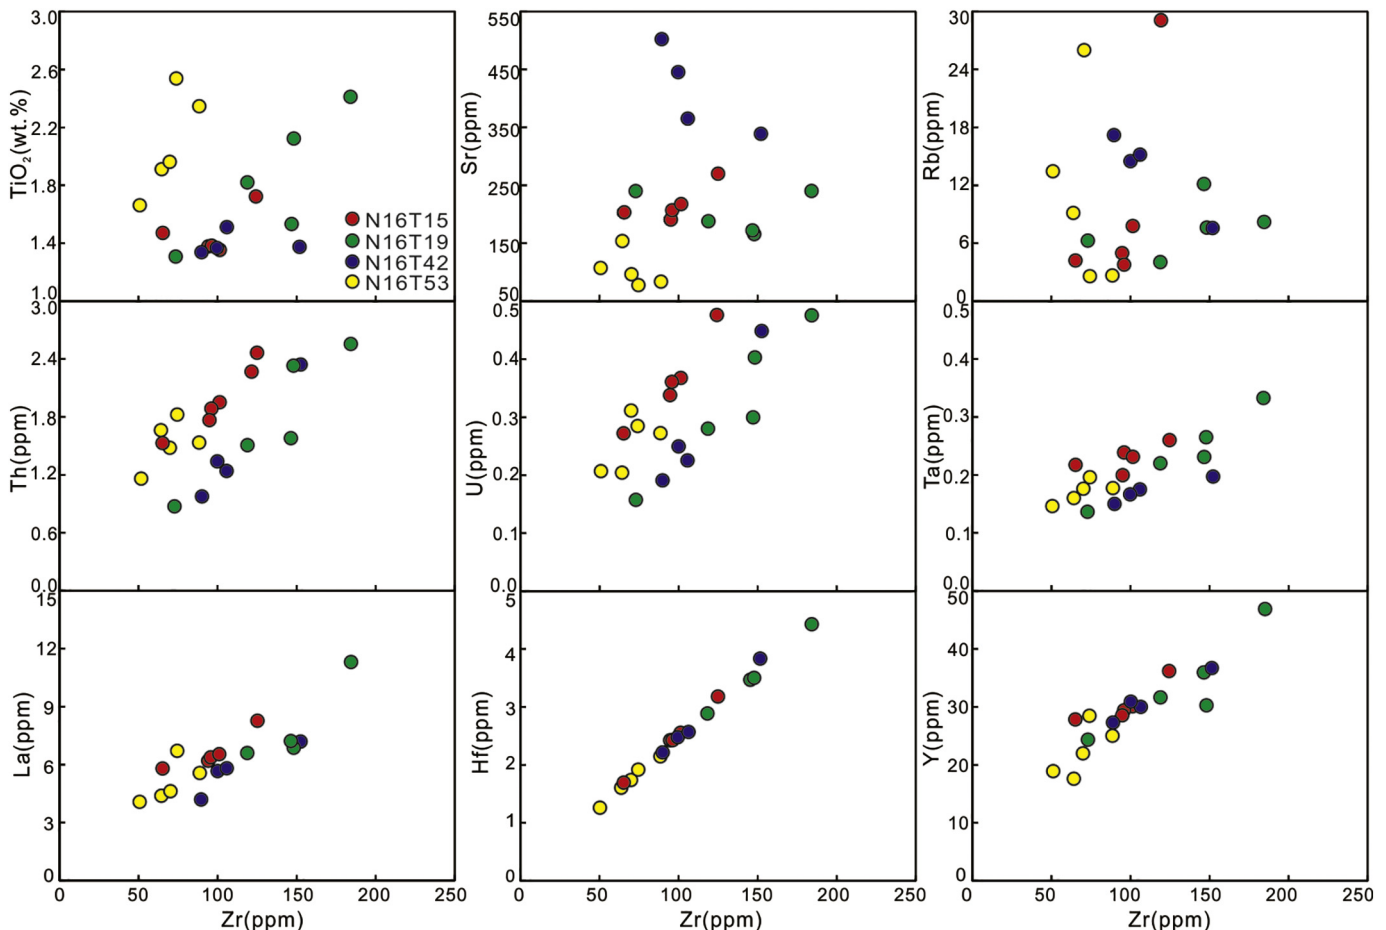 3.0
2.6
2.2
1.8
1.4
1.0
TiO₂(wt.%)
N16T15
N16T19
N16T42
N16T53
550
450
350
250
150
50
Sr(ppm)
30
24
18
12
6
0
Rb(ppm)
3.0
2.4
1.8
1.2
0.6
0.0
Th(ppm)
0.5
0.4
0.3
0.2
0.1
0.0
U(ppm)
0.5
0.4
0.3
0.2
0.1
0.0
Ta(ppm)
15
12
9
6
3
0
La(ppm)
0 50 100 150 200 250
Zr(ppm)
5
4
3
2
1
0
Hf(ppm)
0 50 100 150 200 250
Zr(ppm)
50
40
30
20
10
0
Y(ppm)
0 50 100 150 200 250
Zr(ppm)